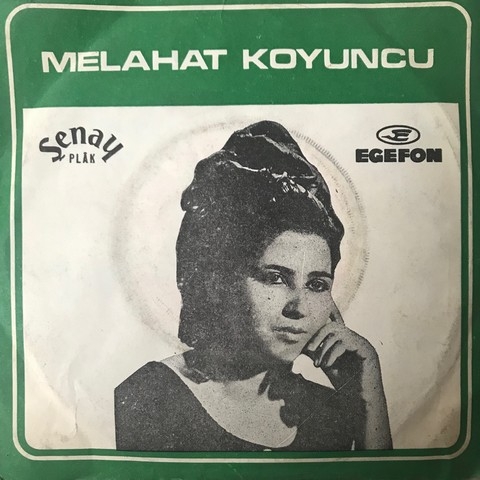 MELAHAT KOYUNCU
Şenay
PLÂK
EGEFON